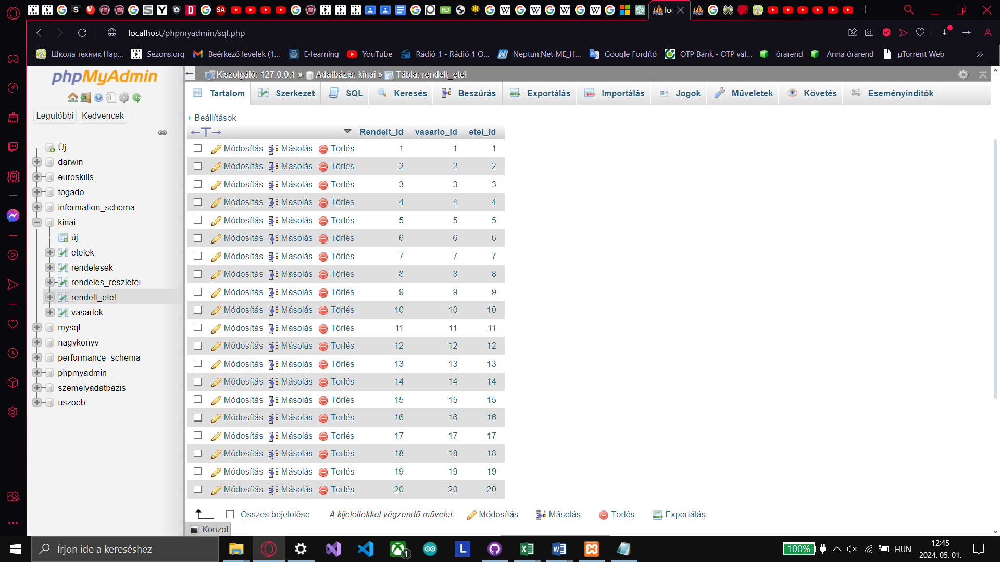 lo
localhost/phpmyadmin/sql.php
Школа техник Нар... Sezons.org Beérkező levelek (1... E-learning YouTube Rádió 1 - Rádió 1 O... Neptun.Net ME_H... Google Fordító OTP Bank - OTP val... órarend Anna órarend µTorrent Web
phpMyAdmin
Legutóbbi Kedvencek
Új
darwin
euroskills
fogado
information_schema
kinai
új
etelek
rendelesek
rendeles_reszletei
rendelt_etel
vasarlok
mysql
nagykonyv
performance_schema
phpmyadmin
szemelyadatbazis
uszoeb
Kiszolgáló: 127.0.0.1 » Adatbázis: kinai » Tábla: rendelt_etel
Tartalom Szerkezet SQL Keresés Beszúrás Exportálás Importálás Jogok Műveletek Követés Eseményindítók
+ Beállítások
←T→ Rendelt_id vasarlo_id etel_id
Módosítás Másolás Törlés 1 1 1
Módosítás Másolás Törlés 2 2 2
Módosítás Másolás Törlés 3 3 3
Módosítás Másolás Törlés 4 4 4
Módosítás Másolás Törlés 5 5 5
Módosítás Másolás Törlés 6 6 6
Módosítás Másolás Törlés 7 7 7
Módosítás Másolás Törlés 8 8 8
Módosítás Másolás Törlés 9 9 9
Módosítás Másolás Törlés 10 10 10
Módosítás Másolás Törlés 11 11 11
Módosítás Másolás Törlés 12 12 12
Módosítás Másolás Törlés 13 13 13
Módosítás Másolás Törlés 14 14 14
Módosítás Másolás Törlés 15 15 15
Módosítás Másolás Törlés 16 16 16
Módosítás Másolás Törlés 17 17 17
Módosítás Másolás Törlés 18 18 18
Módosítás Másolás Törlés 19 19 19
Módosítás Másolás Törlés 20 20 20
Összes bejelölése A kijelöltekkel végzendő művelet: Módosítás Másolás Törlés Exportálás
Konzol
Írjon ide a kereséshez
1
100%
HUN
12:45
2024. 05. 01.